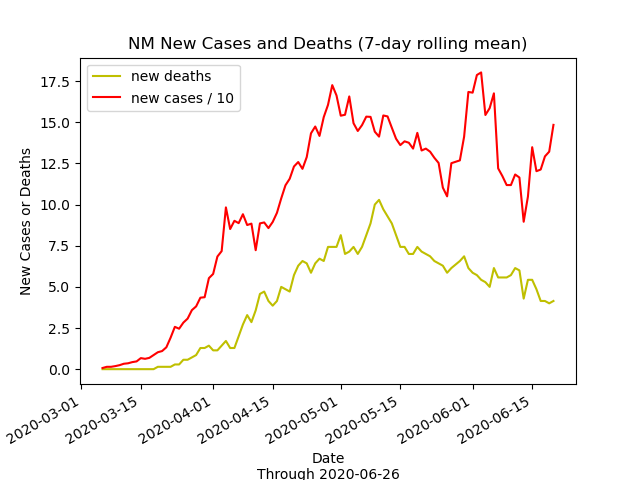 NM New Cases and Deaths (7-day rolling mean)
new deaths
new cases / 10
17.5
15.0
12.5
10.0
7.5
5.0
2.5
0.0
New Cases or Deaths
2020-03-01
2020-03-15
2020-04-01
2020-04-15
2020-05-01
2020-05-15
2020-06-01
2020-06-15
Date
Through 2020-06-26